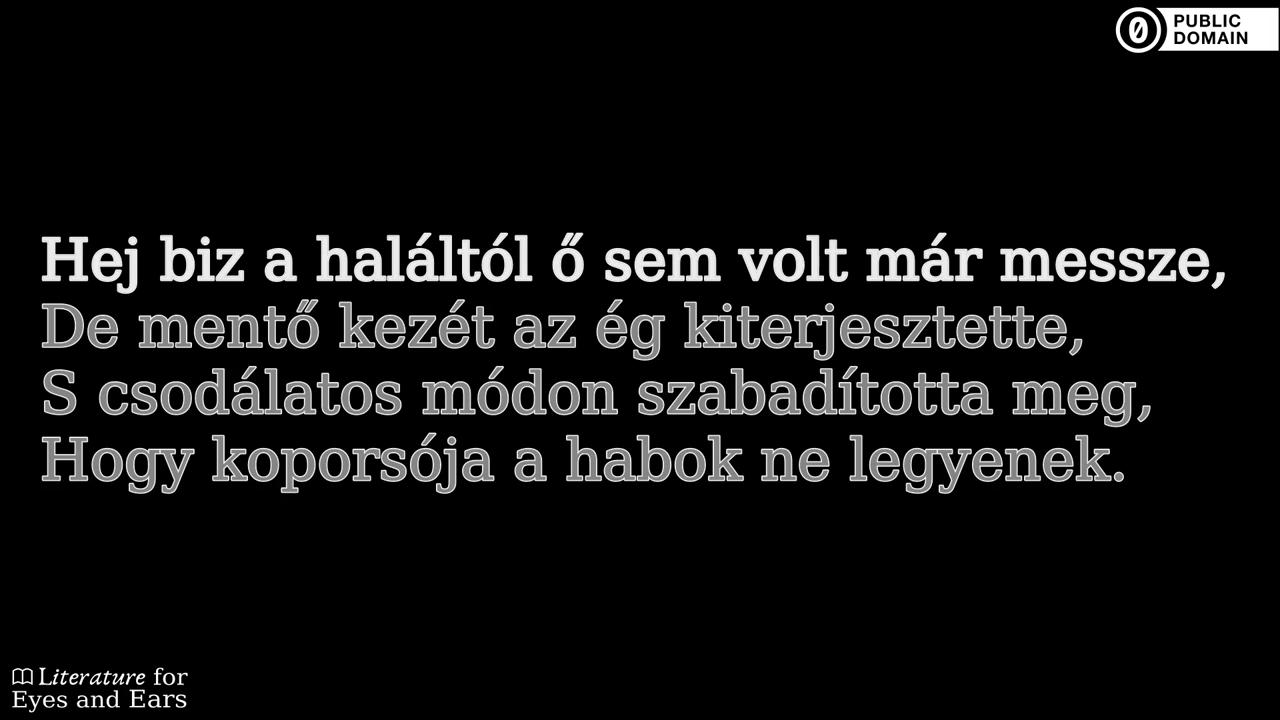 0 PUBLIC
DOMAIN
Hej biz a haláltól ő sem volt már messze,
De mentő kezét az ég kiterjesztette,
S csodálatos módon szabadította meg,
Hogy koporsója a habok ne legyenek.
Literature for
Eyes and Ears